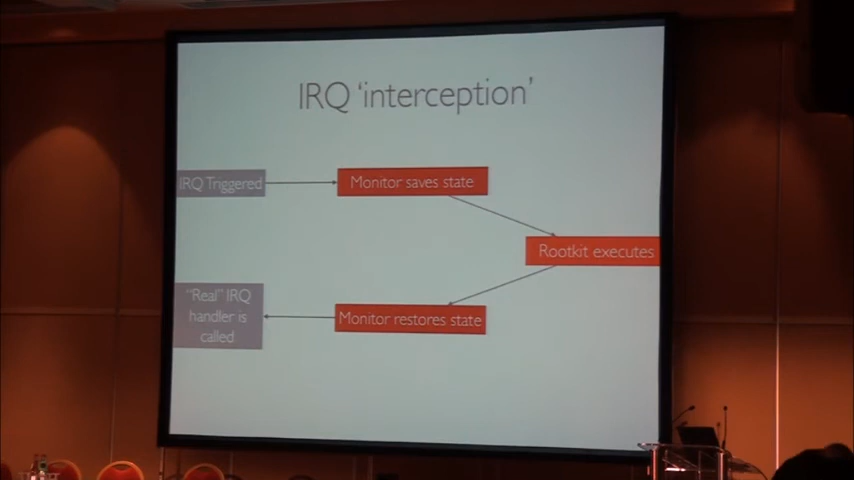 IRQ 'interception'
IRQ Triggered
Monitor saves state
Rootkit executes
Monitor restores state
"Real" IRQ
handler is
called